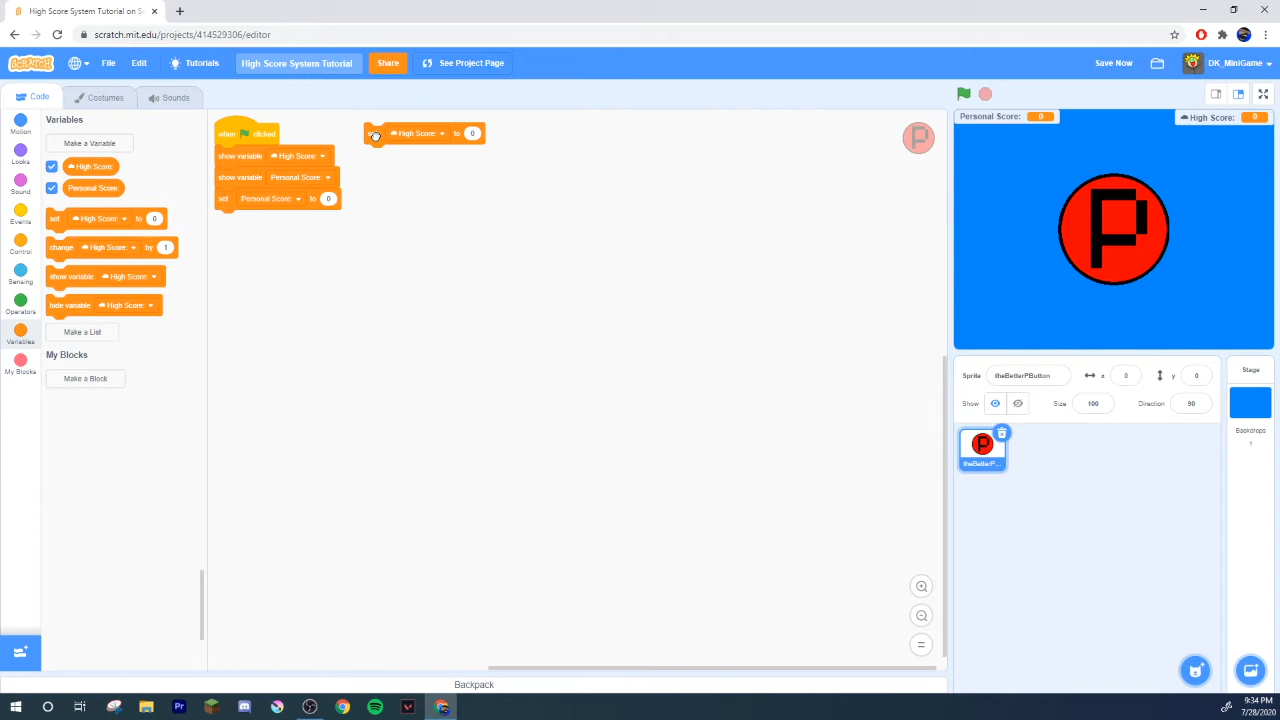 High Score System Tutorial on S
scratch.mit.edu/projects/414529306/editor
SCRATCH
File
Edit
Tutorials
High Score System Tutorial
Share
See Project Page
Save Now
DK_MiniGame
Code
Costumes
Sounds
Motion
Looks
Sound
Events
Control
Sensing
Operators
Variables
My Blocks
Variables
Make a Variable
High Score:
Personal Score:
set High Score: to 0
change High Score: by 1
show variable High Score:
hide variable High Score:
Make a List
My Blocks
Make a Block
when clicked
show variable High Score:
show variable Personal Score:
set Personal Score: to 0
High Score: to 0
P
Backpack
Personal Score: 0
High Score: 0
P
Sprite theBetterPButton x 0 y 0
Show Size 100 Direction 90
P
theBetterP...
Stage
Backdrops
1
9:34 PM
7/28/2020